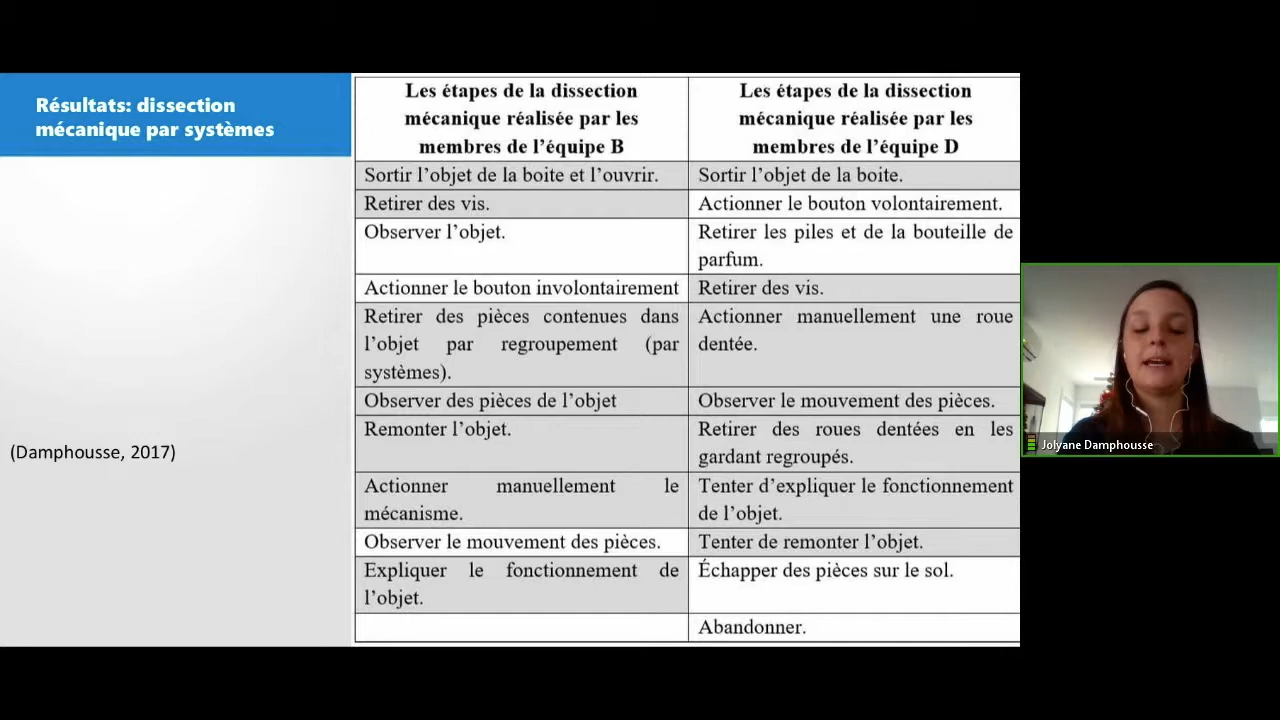 Résultats: dissection
mécanique par systèmes
(Damphousse, 2017)
Les étapes de la dissection
mécanique réalisée par les
membres de l'équipe B
Les étapes de la dissection
mécanique réalisée par les
membres de l'équipe D
Sortir l'objet de la boite et l'ouvrir.
Sortir l'objet de la boite.
Retirer des vis.
Actionner le bouton volontairement.
Observer l'objet.
Retirer les piles et de la bouteille de
parfum.
Actionner le bouton involontairement
Retirer des vis.
Retirer des pièces contenues dans
l'objet par regroupement (par
systèmes).
Actionner manuellement une roue
dentée.
Observer des pièces de l'objet
Observer le mouvement des pièces.
Remonter l'objet.
Retirer des roues dentées en les
gardant regroupés.
Actionner manuellement le
mécanisme.
Tenter d'expliquer le fonctionnement
de l'objet.
Observer le mouvement des pièces.
Tenter de remonter l'objet.
Expliquer le fonctionnement de
l'objet.
Échapper des pièces sur le sol.
Abandonner.
Jolyane Damphousse